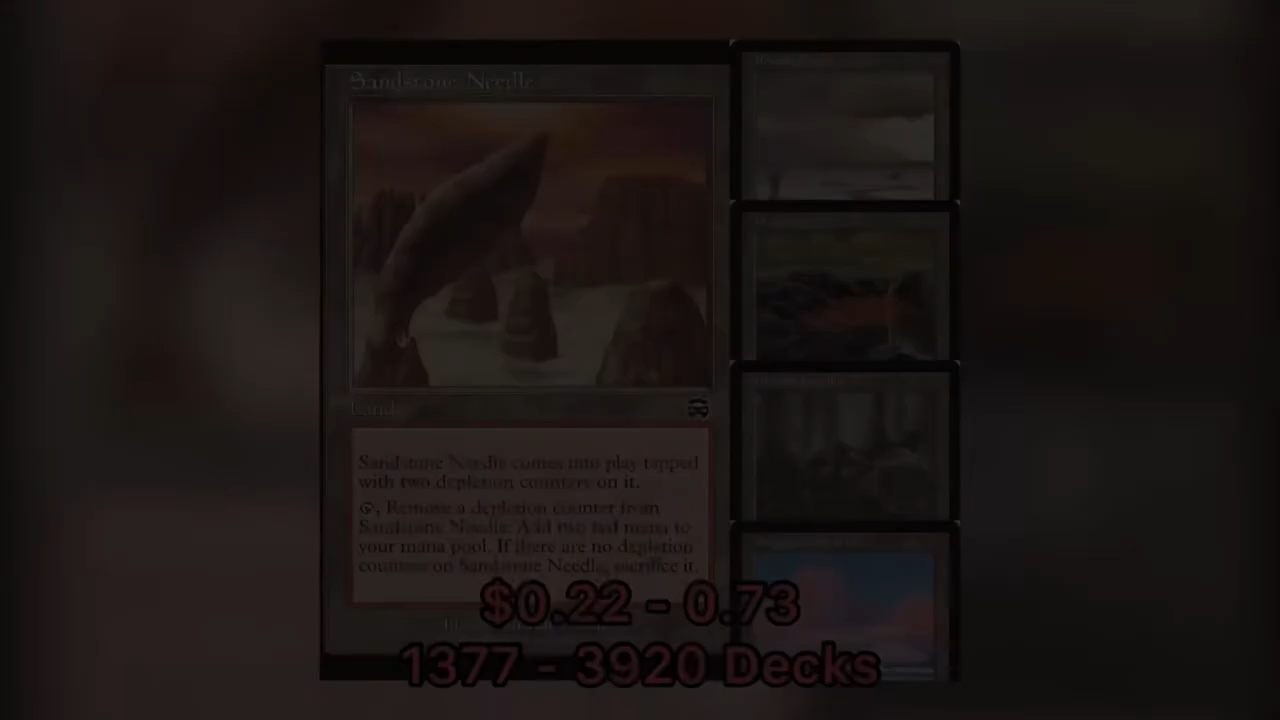 Sandstone Needle
Land
Sandstone Needle comes into play tapped
with two depletion counters on it.
, Remove a depletion counter from
Sandstone Needle: Add two red mana to
your mana pool. If there are no depletion
counters on Sandstone Needle, sacrifice it.
$0.22 - 0.73
1377 - 3920 Decks